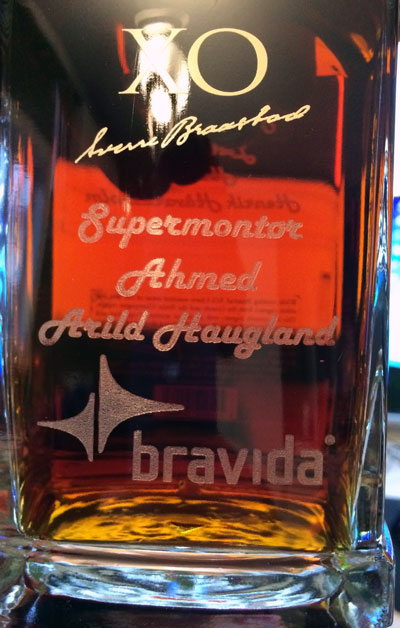 XO
Sverre Braastad
Supermontør
Ahmed
Arild Haugland
bravida